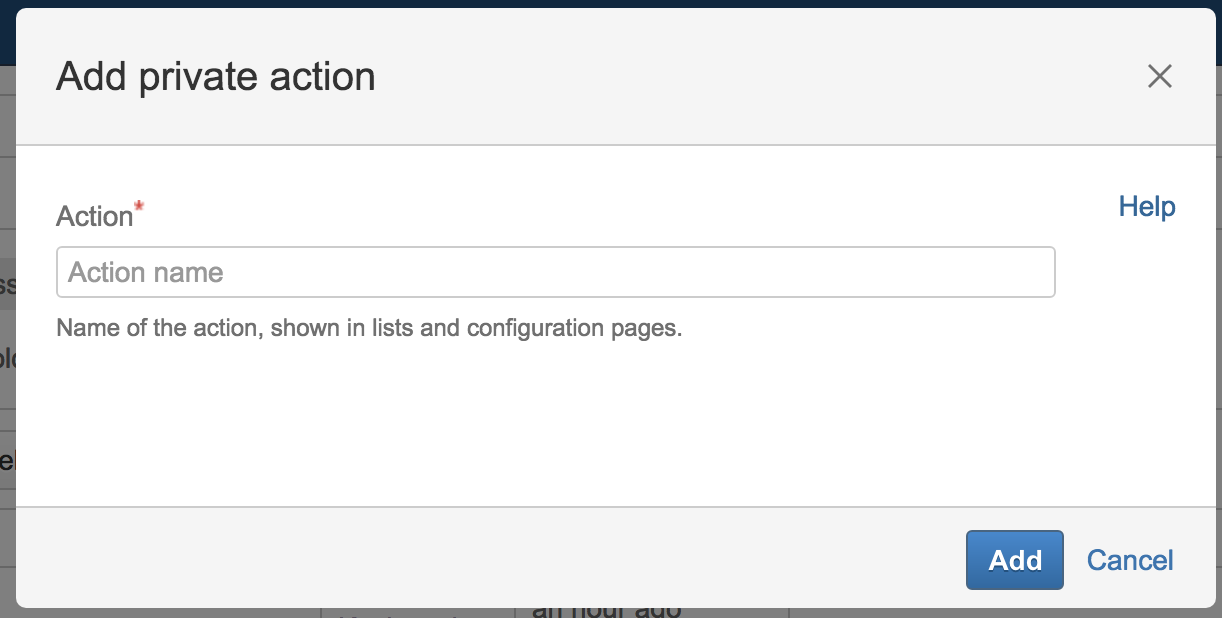 Add private action
Help
Action*
Action name
Name of the action, shown in lists and configuration pages.
Add
Cancel
an hour ago